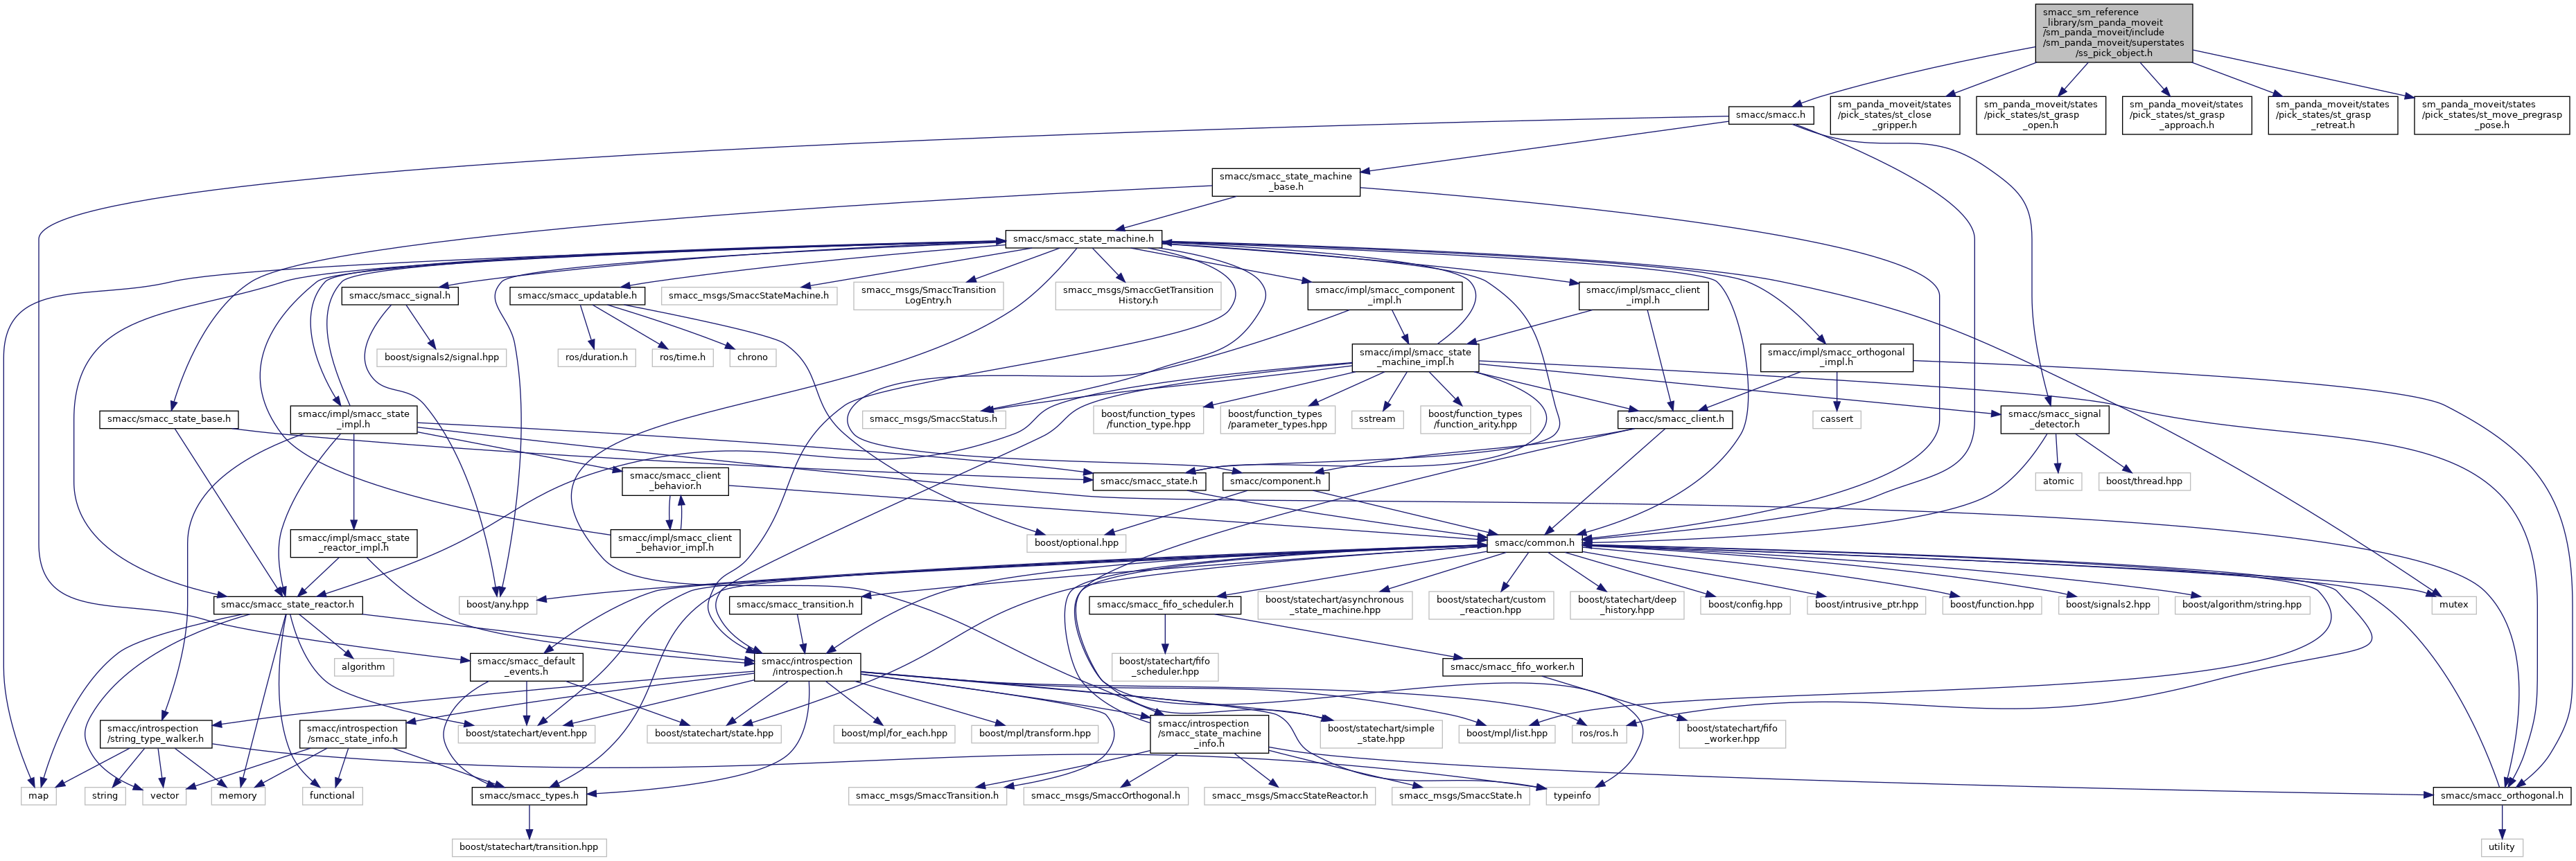 smacc_sm_reference
_library/sm_panda_moveit
/sm_panda_moveit/include
/sm_panda_moveit/superstates
/ss_pick_object.h
smacc/smacc.h
sm_panda_moveit/states
/pick_states/st_close
_gripper.h
sm_panda_moveit/states
/pick_states/st_grasp
_open.h
sm_panda_moveit/states
/pick_states/st_grasp
_approach.h
sm_panda_moveit/states
/pick_states/st_grasp
_retreat.h
sm_panda_moveit/states
/pick_states/st_move_pregrasp
_pose.h
smacc/smacc_state_machine
_base.h
smacc/smacc_state_machine.h
smacc/smacc_signal.h
smacc/smacc_updatable.h
smacc_msgs/SmaccStateMachine.h
smacc_msgs/SmaccTransition
LogEntry.h
smacc_msgs/SmaccGetTransition
History.h
smacc/impl/smacc_component
_impl.h
smacc/impl/smacc_client
_impl.h
boost/signals2/signal.hpp
ros/duration.h
ros/time.h
chrono
smacc/impl/smacc_state
_machine_impl.h
smacc/impl/smacc_orthogonal
_impl.h
smacc/smacc_state_base.h
smacc/impl/smacc_state
_impl.h
smacc_msgs/SmaccStatus.h
boost/function_types
/function_type.hpp
boost/function_types
/parameter_types.hpp
sstream
boost/function_types
/function_arity.hpp
smacc/smacc_client.h
cassert
smacc/smacc_signal
_detector.h
smacc/smacc_client
_behavior.h
smacc/smacc_state.h
smacc/component.h
atomic
boost/thread.hpp
smacc/impl/smacc_state
_reactor_impl.h
smacc/impl/smacc_client
_behavior_impl.h
boost/optional.hpp
smacc/common.h
smacc/smacc_state_reactor.h
boost/any.hpp
smacc/smacc_transition.h
smacc/smacc_fifo_scheduler.h
boost/statechart/asynchronous
_state_machine.hpp
boost/statechart/custom
_reaction.hpp
boost/statechart/deep
_history.hpp
boost/config.hpp
boost/intrusive_ptr.hpp
boost/function.hpp
boost/signals2.hpp
boost/algorithm/string.hpp
mutex
algorithm
smacc/smacc_default
_events.h
smacc/introspection
/introspection.h
boost/statechart/fifo
_scheduler.hpp
smacc/smacc_fifo_worker.h
smacc/introspection
/string_type_walker.h
smacc/introspection
/smacc_state_info.h
boost/statechart/event.hpp
boost/statechart/state.hpp
boost/mpl/for_each.hpp
boost/mpl/transform.hpp
smacc/introspection
/smacc_state_machine
_info.h
boost/statechart/simple
_state.hpp
boost/mpl/list.hpp
ros/ros.h
boost/statechart/fifo
_worker.hpp
map
string
vector
memory
functional
smacc/smacc_types.h
smacc_msgs/SmaccTransition.h
smacc_msgs/SmaccOrthogonal.h
smacc_msgs/SmaccStateReactor.h
smacc_msgs/SmaccState.h
typeinfo
smacc/smacc_orthogonal.h
boost/statechart/transition.hpp
utility